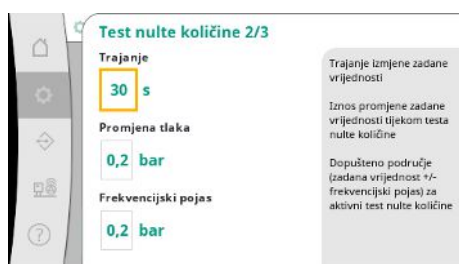 Test nulte količine 2/3
Trajanje
30 s
Promjena tlaka
0,2 bar
Frekvencijski pojas
0,2 bar
Trajanje izmjene zadane
vrijednosti
Iznos promjene zadane
vrijednosti tijekom testa
nulte količine
Dopušteno područje
(zadana vrijednost +/-
frekvencijski pojas) za
aktivni test nulte količine